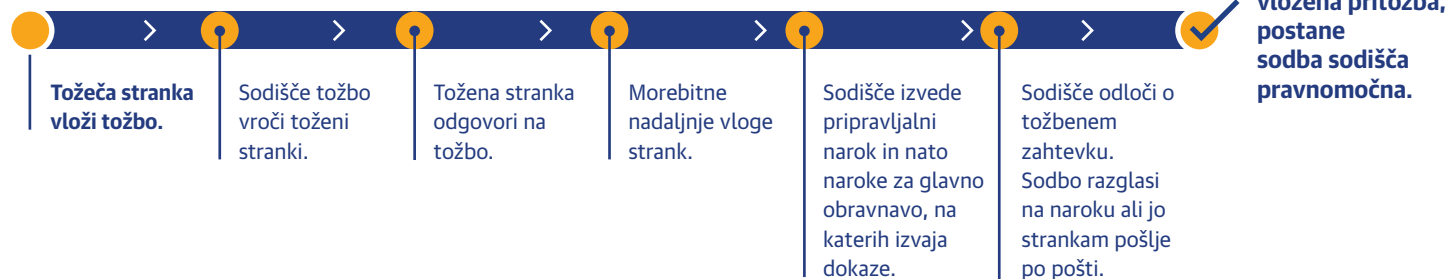 Tožeča stranka
vloži tožbo.
Sodišče tožbo
vroči toženi
stranki.
Tožena stranka
odgovori na
tožbo.
Morebitne
nadaljnje vloge
strank.
Sodišče izvede
pripravljalni
narok in nato
naroke za glavno
obravnavo, na
katerih izvaja
dokaze.
Sodišče odloči o
tožbenem
zahtevku.
Sodbo razglasi
na naroku ali jo
strankam pošlje
po pošti.
vložena pritožba,
postane
sodba sodišča
pravnomočna.